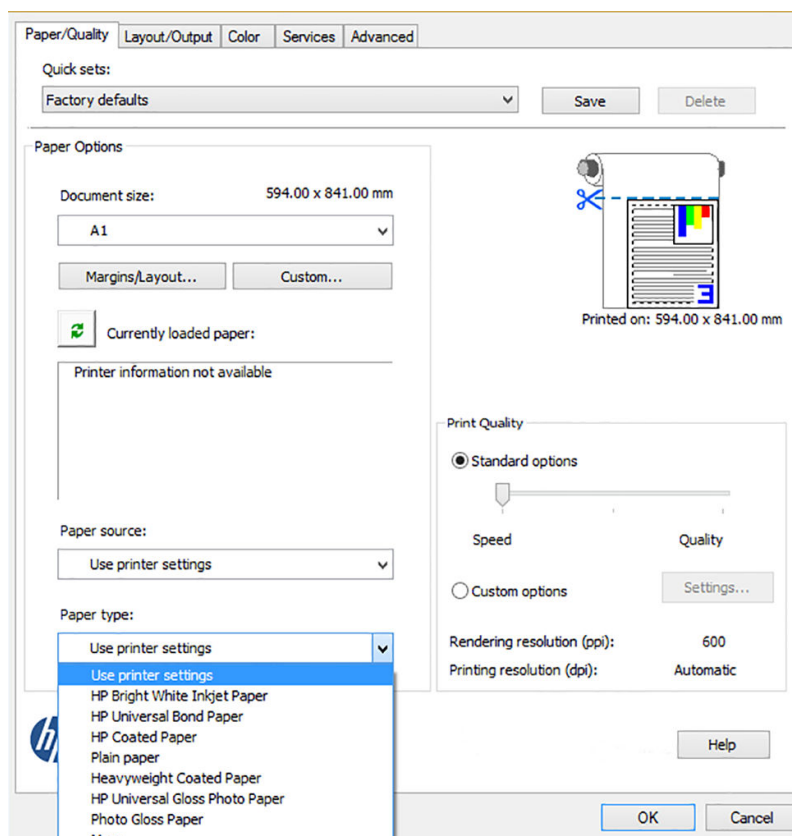 Paper/Quality Layout/Output Color Services Advanced
Quick sets:
Factory defaults Save Delete
Paper Options
Document size: 594.00 x 841.00 mm
A1
Margins/Layout... Custom...
Currently loaded paper:
Printer information not available
Printed on: 594.00 x 841.00 mm
Print Quality
Standard options
Speed Quality
Custom options Settings...
Rendering resolution (ppi): 600
Printing resolution (dpi): Automatic
Paper source:
Use printer settings
Paper type:
Use printer settings
Use printer settings
HP Bright White Inkjet Paper
HP Universal Bond Paper
HP Coated Paper
Plain paper
Heavyweight Coated Paper
HP Universal Gloss Photo Paper
Photo Gloss Paper
hp
Help
OK Cancel